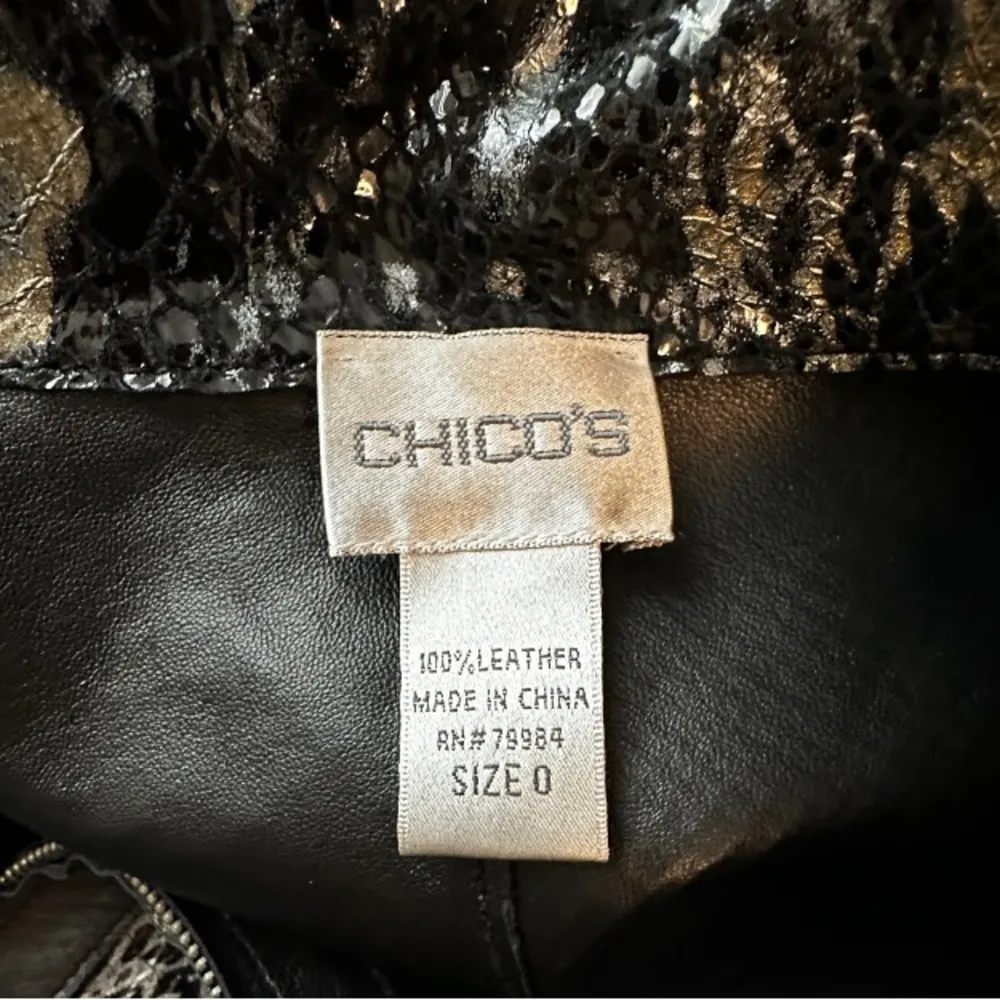 CHICO'S
100% LEATHER
MADE IN CHINA
RN# 79984
SIZE 0